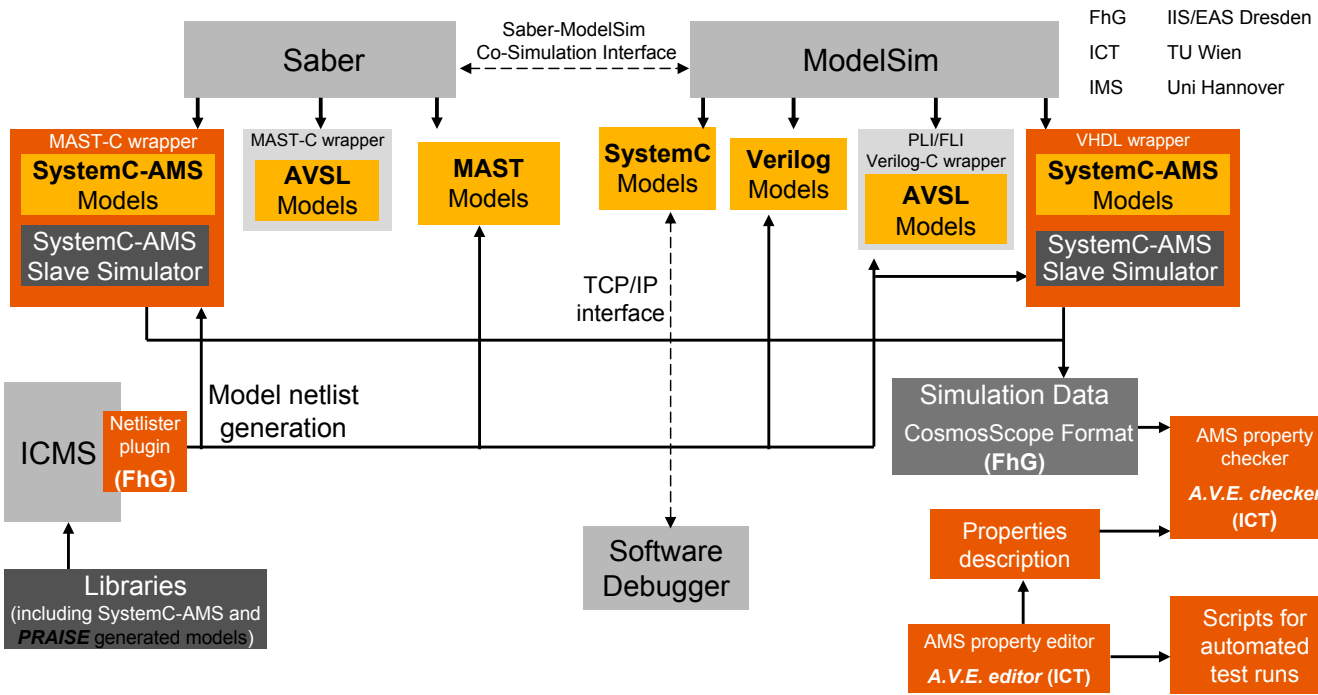 FhG IIS/EAS Dresden
ICT TU Wien
IMS Uni Hannover
Saber
Saber-ModelSim
Co-Simulation Interface
ModelSim
MAST-C wrapper
SystemC-AMS
Models
SystemC-AMS
Slave Simulator
MAST-C wrapper
AVSL
Models
MAST
Models
SystemC
Models
Verilog
Models
PLI/FLI
Verilog-C wrapper
AVSL
Models
VHDL wrapper
SystemC-AMS
Models
SystemC-AMS
Slave Simulator
TCP/IP
interface
Model netlist
generation
ICMS
Netlister
plugin
(FhG)
Simulation Data
CosmosScope Format
(FhG)
AMS property
checker
A.V.E. checker
(ICT)
Properties
description
Software
Debugger
Libraries
(including SystemC-AMS and
PRAISE generated models)
AMS property editor
A.V.E. editor (ICT)
Scripts for
automated
test runs